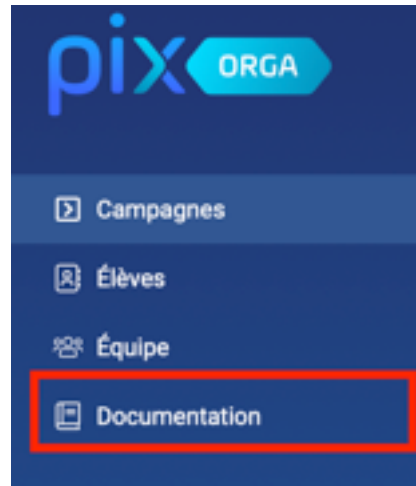 pix ORGA
Campagnes
Élèves
Équipe
Documentation